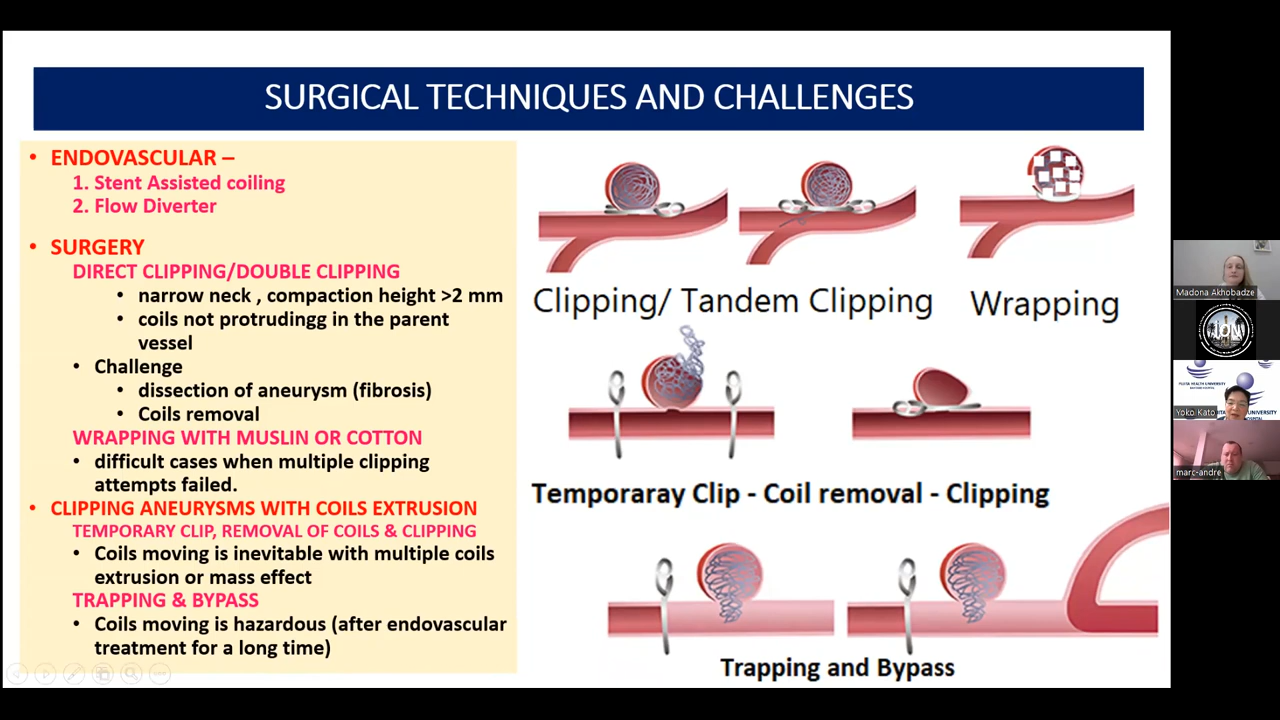 SURGICAL TECHNIQUES AND CHALLENGES
• ENDOVASCULAR –
1. Stent Assisted coiling
2. Flow Diverter
• SURGERY
DIRECT CLIPPING/DOUBLE CLIPPING
• narrow neck , compaction height >2 mm
• coils not protrudingg in the parent
vessel
• Challenge
• dissection of aneurysm (fibrosis)
• Coils removal
WRAPPING WITH MUSLIN OR COTTON
• difficult cases when multiple clipping
attempts failed.
• CLIPPING ANEURYSMS WITH COILS EXTRUSION
TEMPORARY CLIP, REMOVAL OF COILS & CLIPPING
• Coils moving is inevitable with multiple coils
extrusion or mass effect
TRAPPING & BYPASS
• Coils moving is hazardous (after endovascular
treatment for a long time)
Clipping/ Tandem Clipping
Wrapping
Temporaray Clip - Coil removal - Clipping
Trapping and Bypass
Madona Akhobadze
Yoko Kato
marc-andre